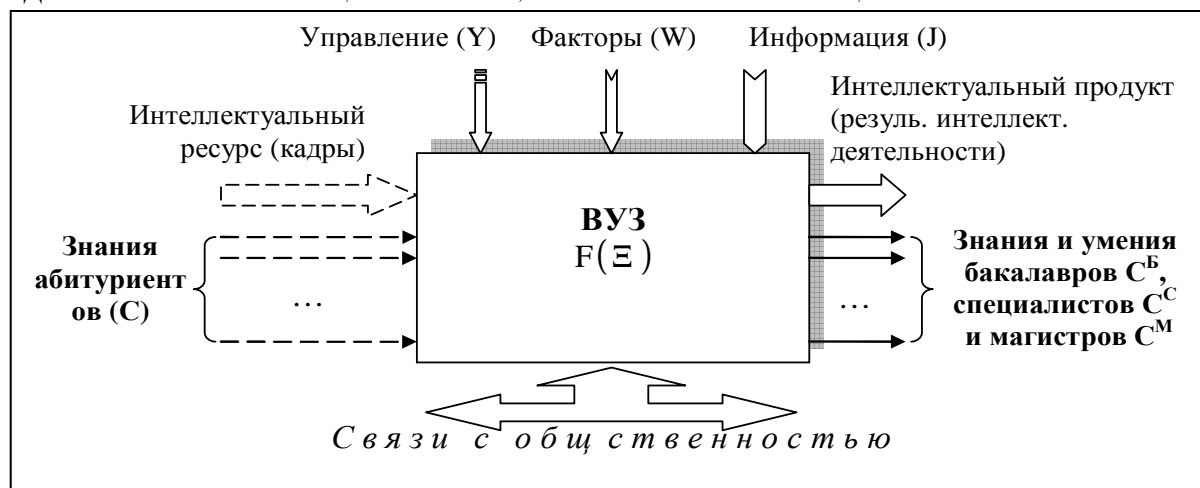 Управление (Y) Факторы (W) Информация (J)
Интеллектуальный
ресурс (кадры)
Интеллектуальный продукт
(резуль. интеллект.
деятельности)
ВУЗ
F(Ξ)
Знания
абитуриент
ов (С)
…
…
Знания и умения
бакалавров С^Б,
специалистов С^С
и магистров С^М
Связи с общественностью